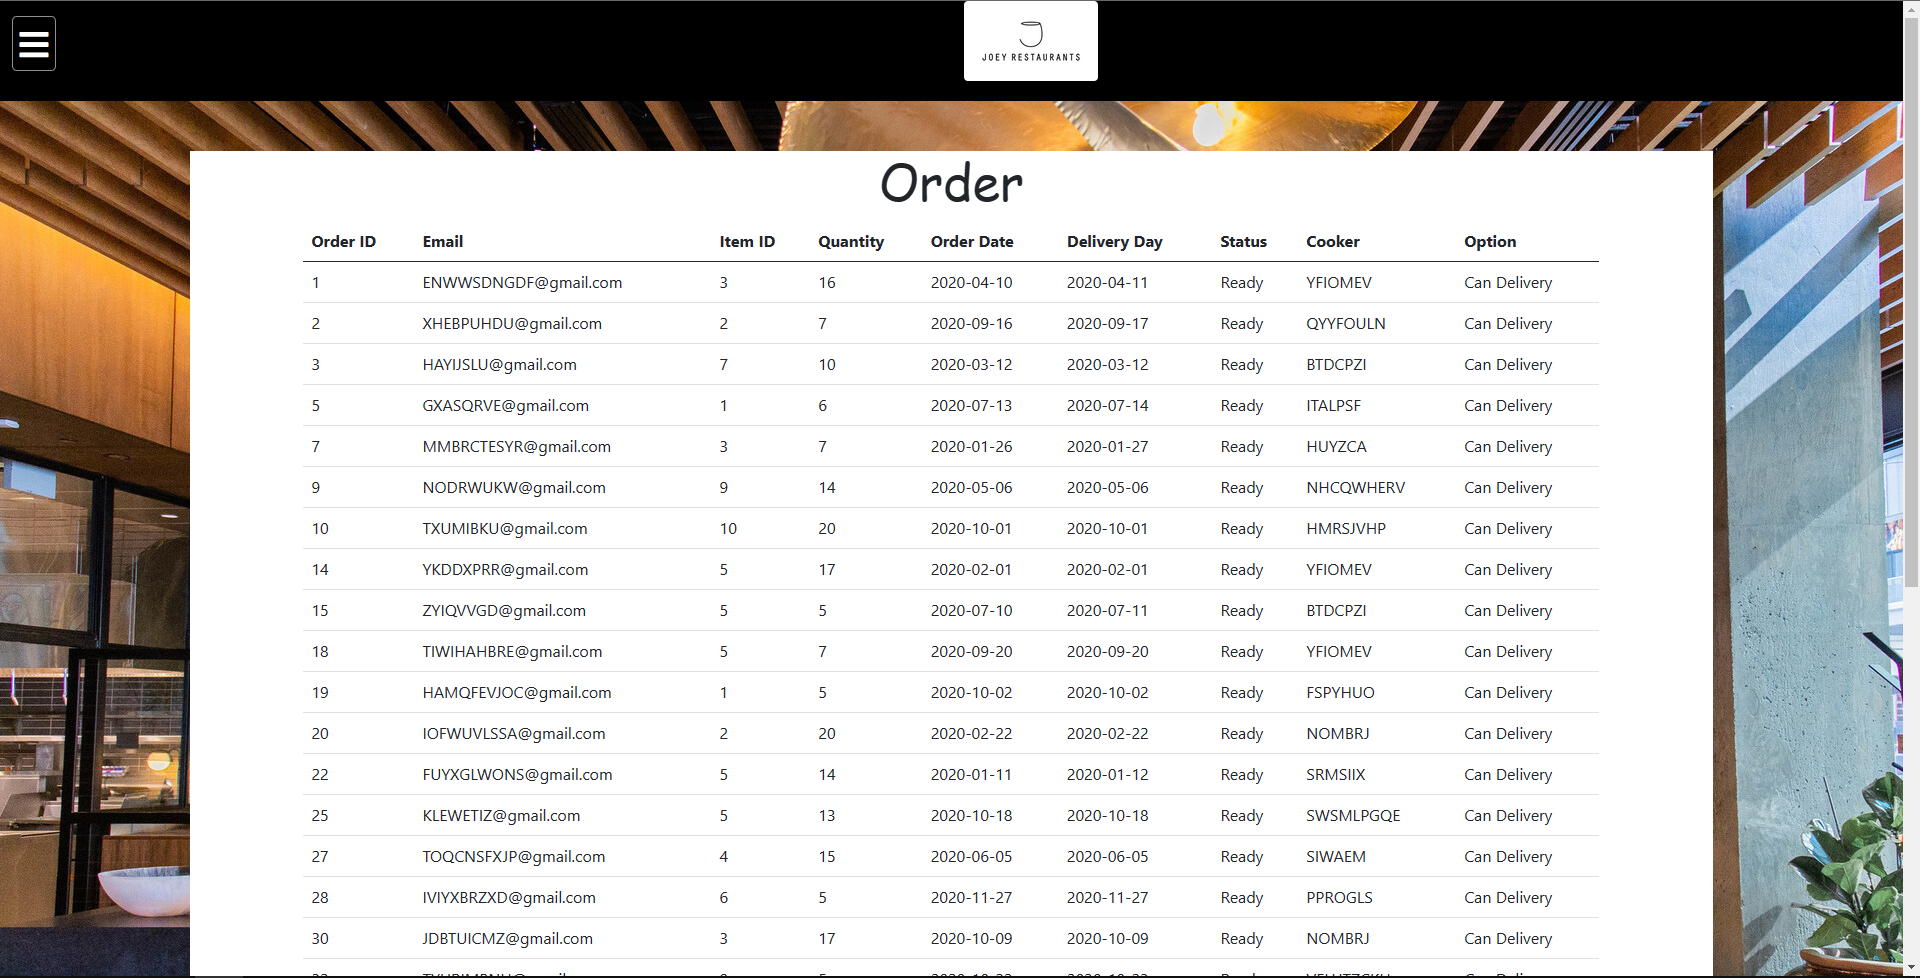 JOEY RESTAURANTS
Order
Order ID Email Item ID Quantity Order Date Delivery Day Status Cooker Option
1 ENWWSDNGDF@gmail.com 3 16 2020-04-10 2020-04-11 Ready YFIOMEV Can Delivery
2 XHEBPUHDU@gmail.com 2 7 2020-09-16 2020-09-17 Ready QYYFOULN Can Delivery
3 HAYIJSLU@gmail.com 7 10 2020-03-12 2020-03-12 Ready BTDCPZI Can Delivery
5 GXASQRVE@gmail.com 1 6 2020-07-13 2020-07-14 Ready ITALPSF Can Delivery
7 MMBRCTESYR@gmail.com 3 7 2020-01-26 2020-01-27 Ready HUYZCA Can Delivery
9 NODRWUKW@gmail.com 9 14 2020-05-06 2020-05-06 Ready NHCQWHERV Can Delivery
10 TXUMIBKU@gmail.com 10 20 2020-10-01 2020-10-01 Ready HMRSJVHP Can Delivery
14 YKDDXPRR@gmail.com 5 17 2020-02-01 2020-02-01 Ready YFIOMEV Can Delivery
15 ZYIQVVGD@gmail.com 5 5 2020-07-10 2020-07-11 Ready BTDCPZI Can Delivery
18 TIWIHAHBRE@gmail.com 5 7 2020-09-20 2020-09-20 Ready YFIOMEV Can Delivery
19 HAMQFEVJOC@gmail.com 1 5 2020-10-02 2020-10-02 Ready FSPYHUO Can Delivery
20 IOFWUVLSSA@gmail.com 2 20 2020-02-22 2020-02-22 Ready NOMBRJ Can Delivery
22 FUYXGLWONS@gmail.com 5 14 2020-01-11 2020-01-12 Ready SRMSIIX Can Delivery
25 KLEWETIZ@gmail.com 5 13 2020-10-18 2020-10-18 Ready SWSMLPGQE Can Delivery
27 TOQCNSFXJP@gmail.com 4 15 2020-06-05 2020-06-05 Ready SIWAEM Can Delivery
28 IVIYXBRZXD@gmail.com 6 5 2020-11-27 2020-11-27 Ready PPROGLS Can Delivery
30 JDBTUICMZ@gmail.com 3 17 2020-10-09 2020-10-09 Ready NOMBRJ Can Delivery